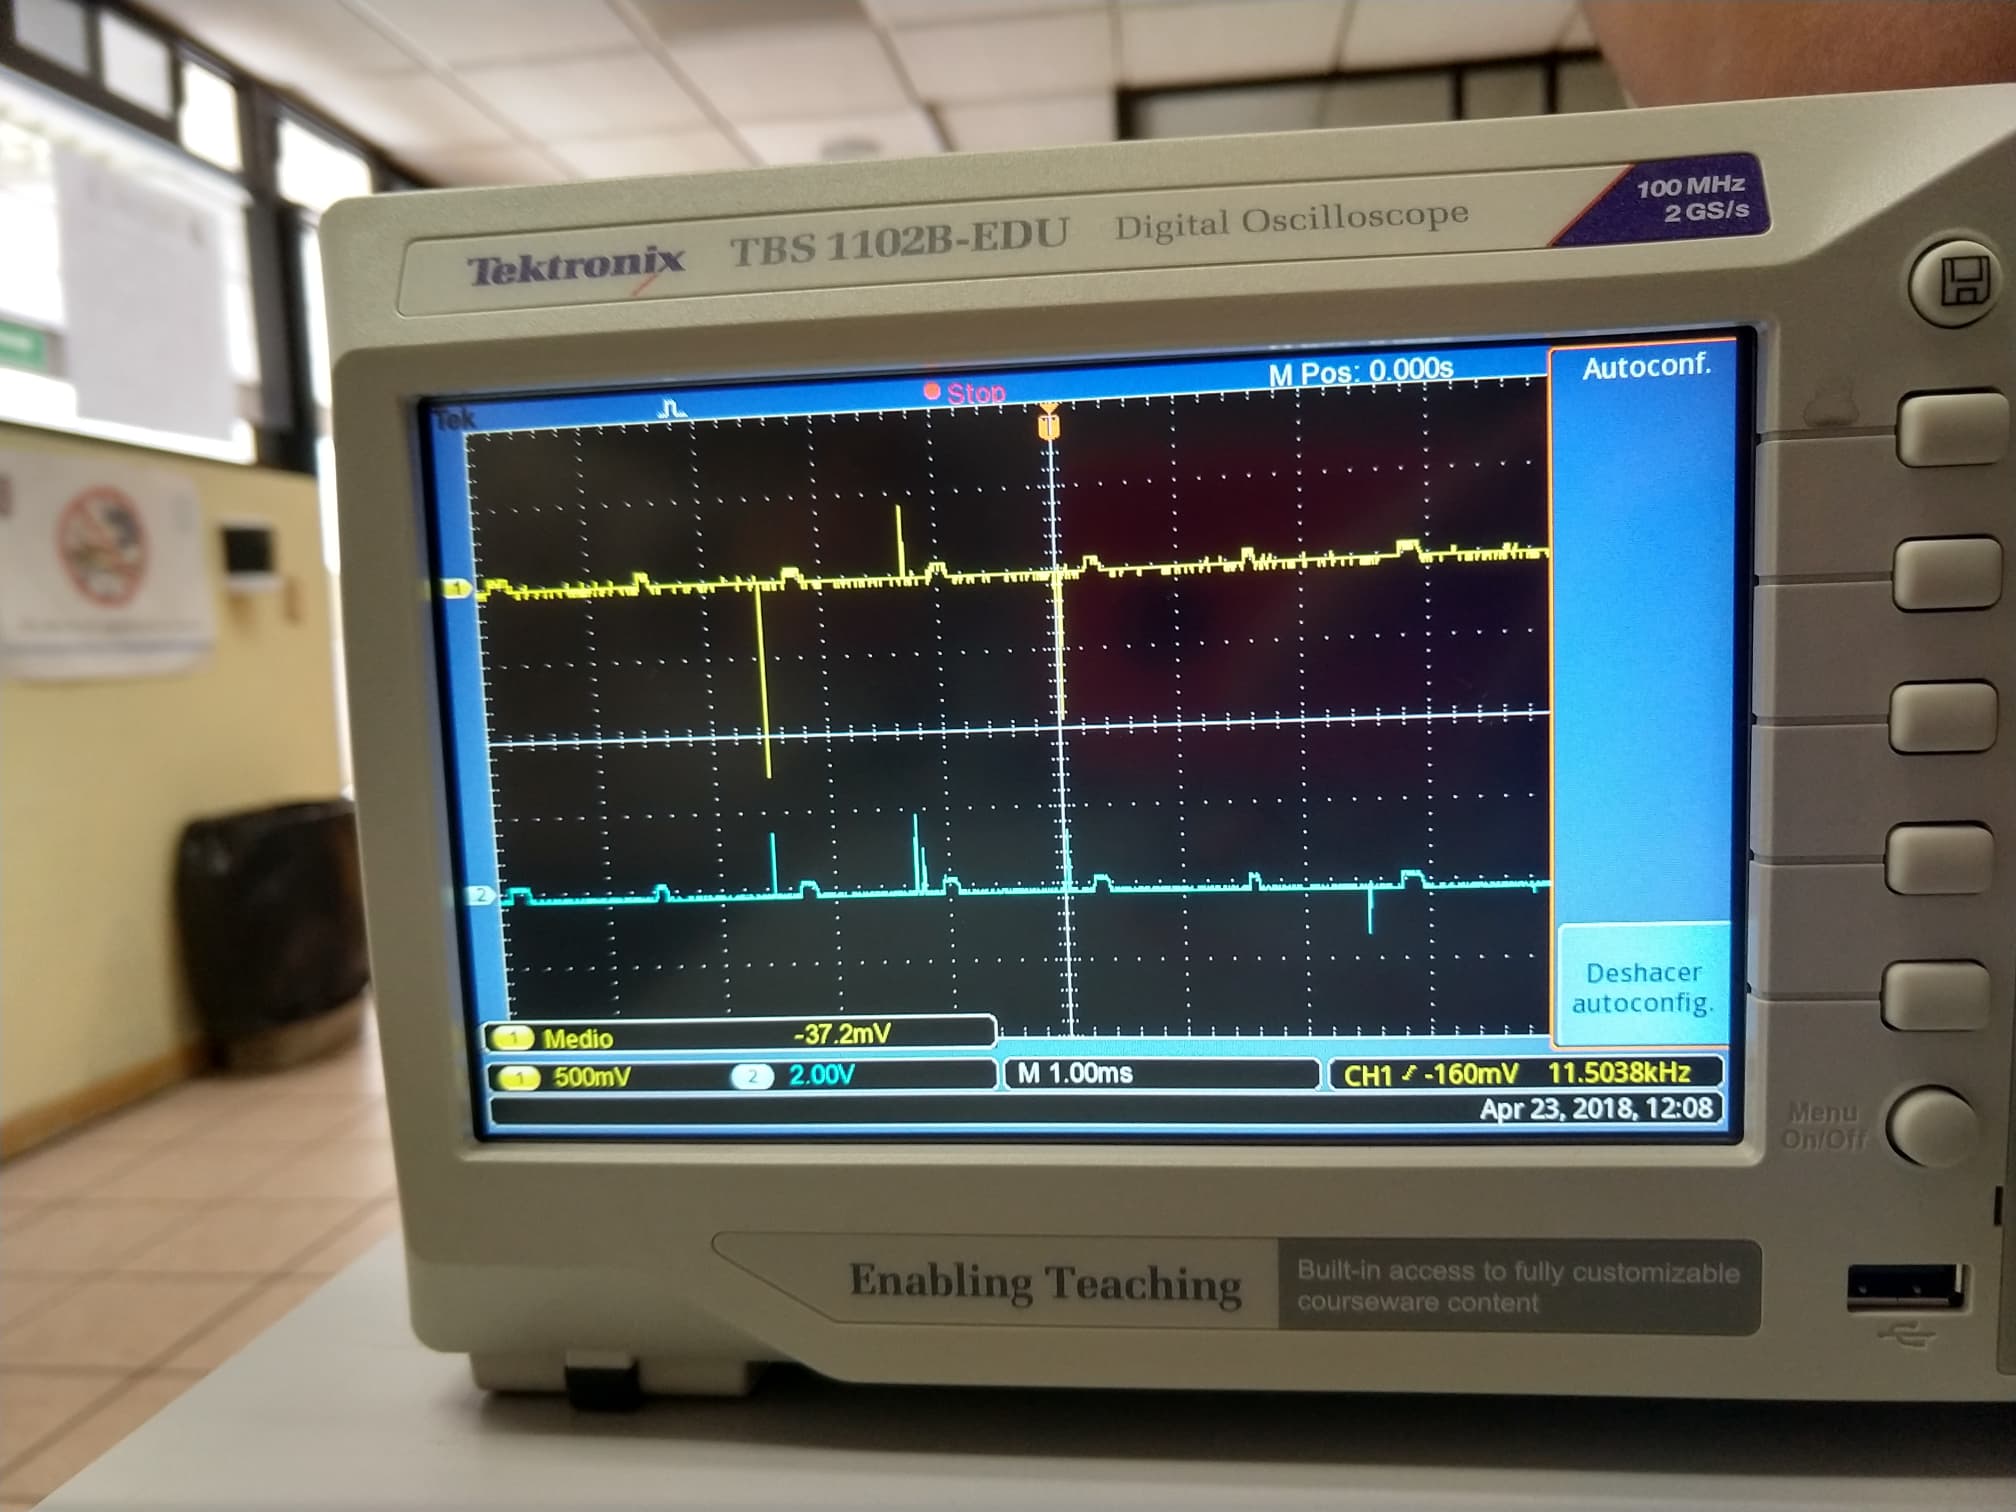 Tektronix TBS 1102B-EDU Digital Oscilloscope
100 MHz
2 GS/s
Tek
Stop
M Pos: 0.000s
Autoconf.
T
1
2
Deshacer
autoconfig.
1 Medio -37.2mV
1 500mV 2 2.00V M 1.00ms CH1 -160mV 11.5038kHz
Apr 23, 2018, 12:08
Menu
On/Off
Enabling Teaching
Built-in access to fully customizable
courseware content